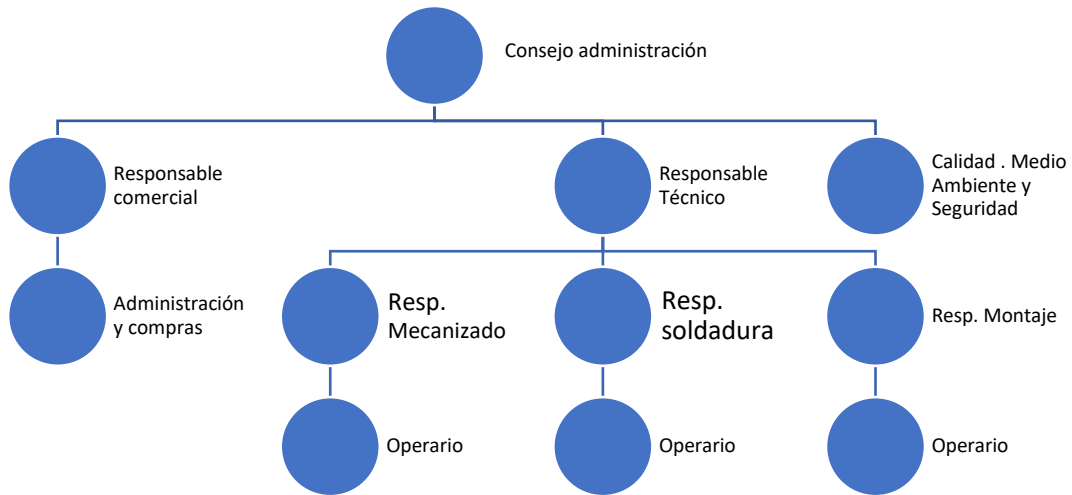 Consejo administración
Responsable
comercial
Responsable
Técnico
Calidad . Medio
Ambiente y
Seguridad
Administración
y compras
Resp.
Mecanizado
Resp.
soldadura
Resp. Montaje
Operario
Operario
Operario